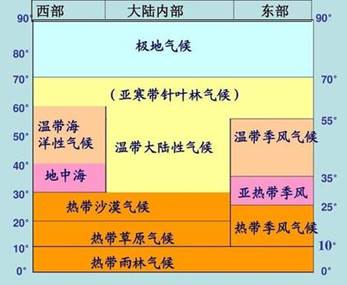 西部 大陆内部 东部
90° 90°
极地气候
80°
70° 70°
(亚寒带针叶林气候)
60°
温带海
洋性气候
温带大陆性气候
温带季风气候
55°
50°
40°
地中海
亚热带季风
35°
30°
热带沙漠气候
25°
20°
热带草原气候
热带季风气候
10° 10°
热带雨林气候
0° 0°